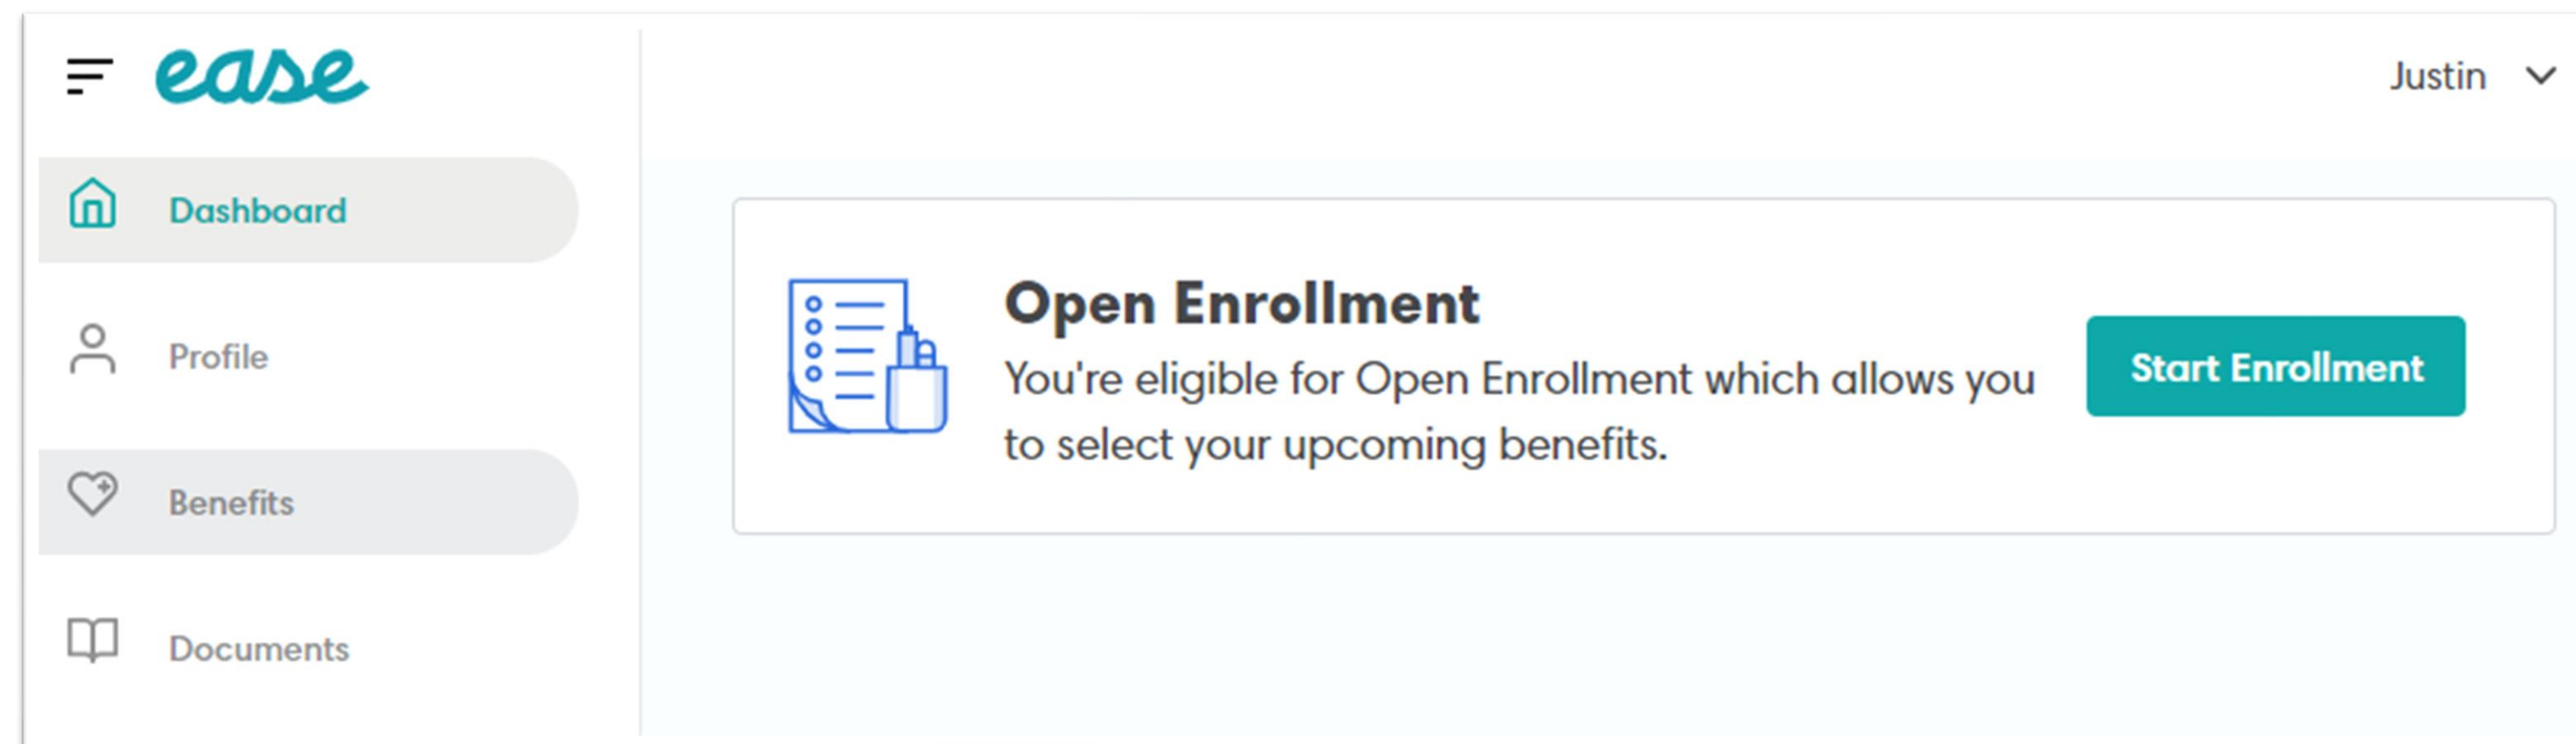 ease
Justin
Dashboard
Profile
Benefits
Documents
Open Enrollment
You're eligible for Open Enrollment which allows you
to select your upcoming benefits.
Start Enrollment